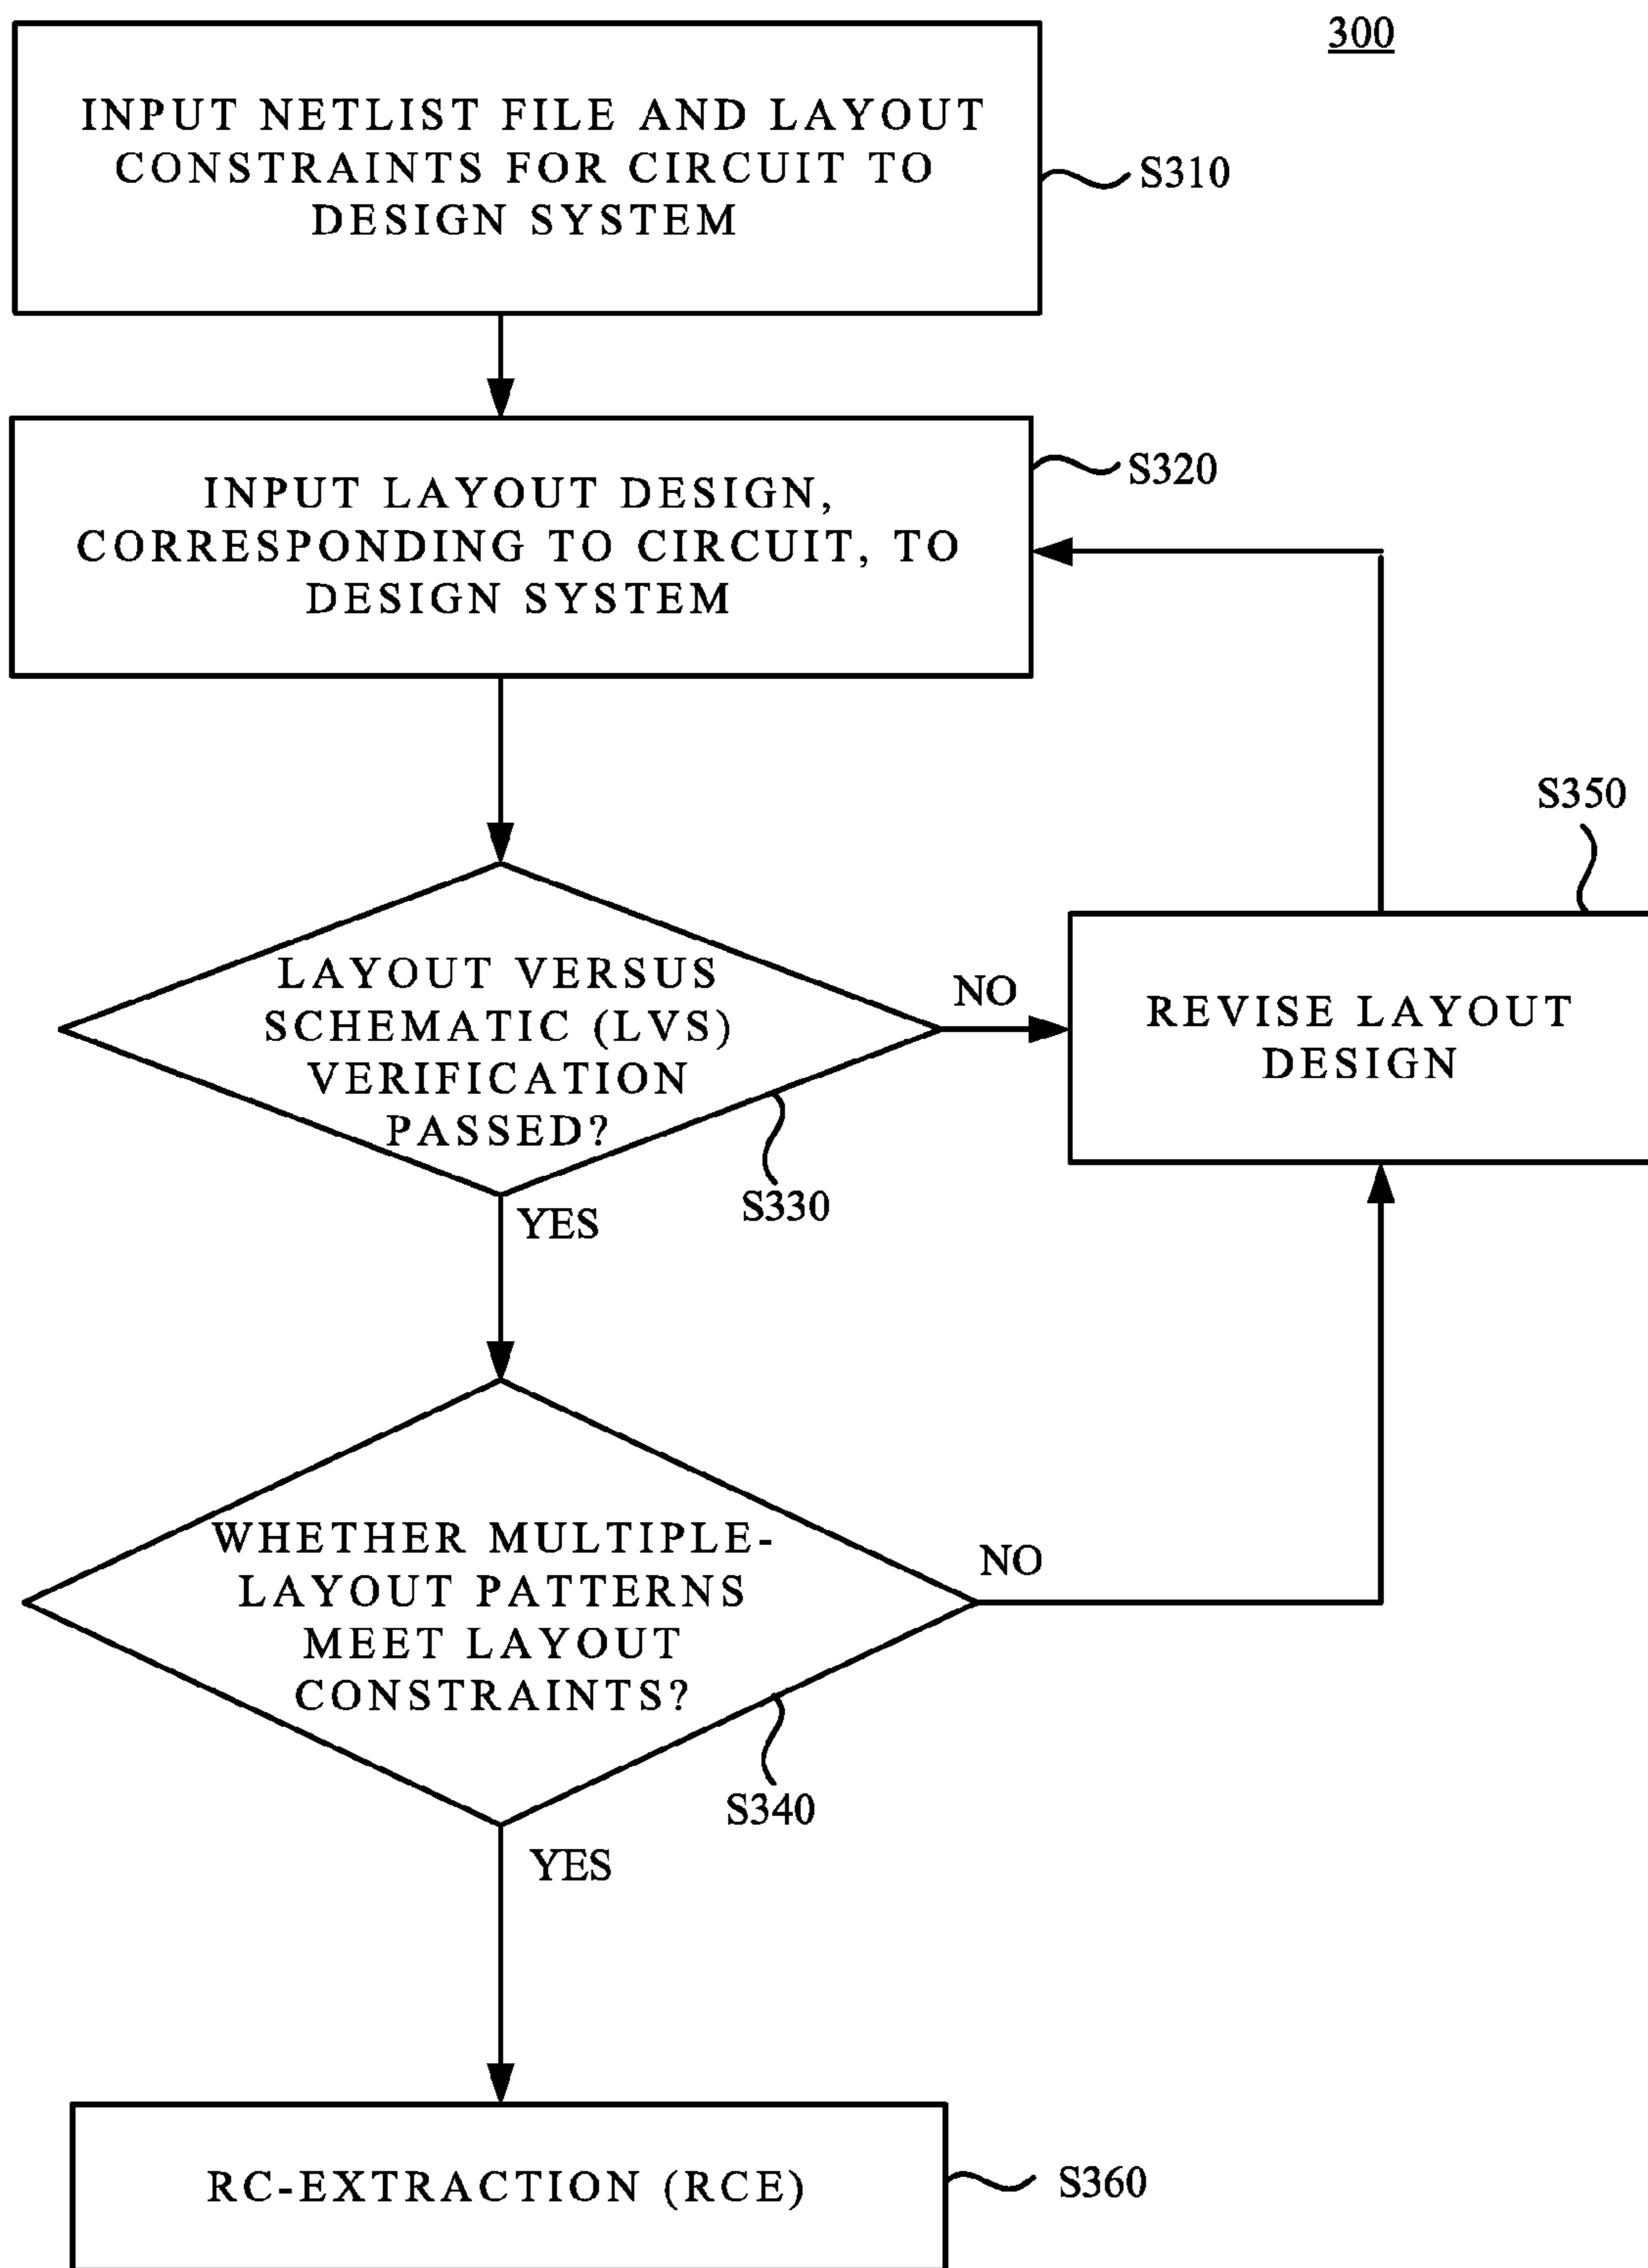 300
INPUT NETLIST FILE AND LAYOUT
CONSTRAINTS FOR CIRCUIT TO
DESIGN SYSTEM
S310
INPUT LAYOUT DESIGN,
CORRESPONDING TO CIRCUIT, TO
DESIGN SYSTEM
S320
LAYOUT VERSUS
SCHEMATIC (LVS)
VERIFICATION
PASSED?
S330
NO
YES
S350
REVISE LAYOUT
DESIGN
WHETHER MULTIPLE-
LAYOUT PATTERNS
MEET LAYOUT
CONSTRAINTS?
S340
NO
YES
RC-EXTRACTION (RCE)
S360